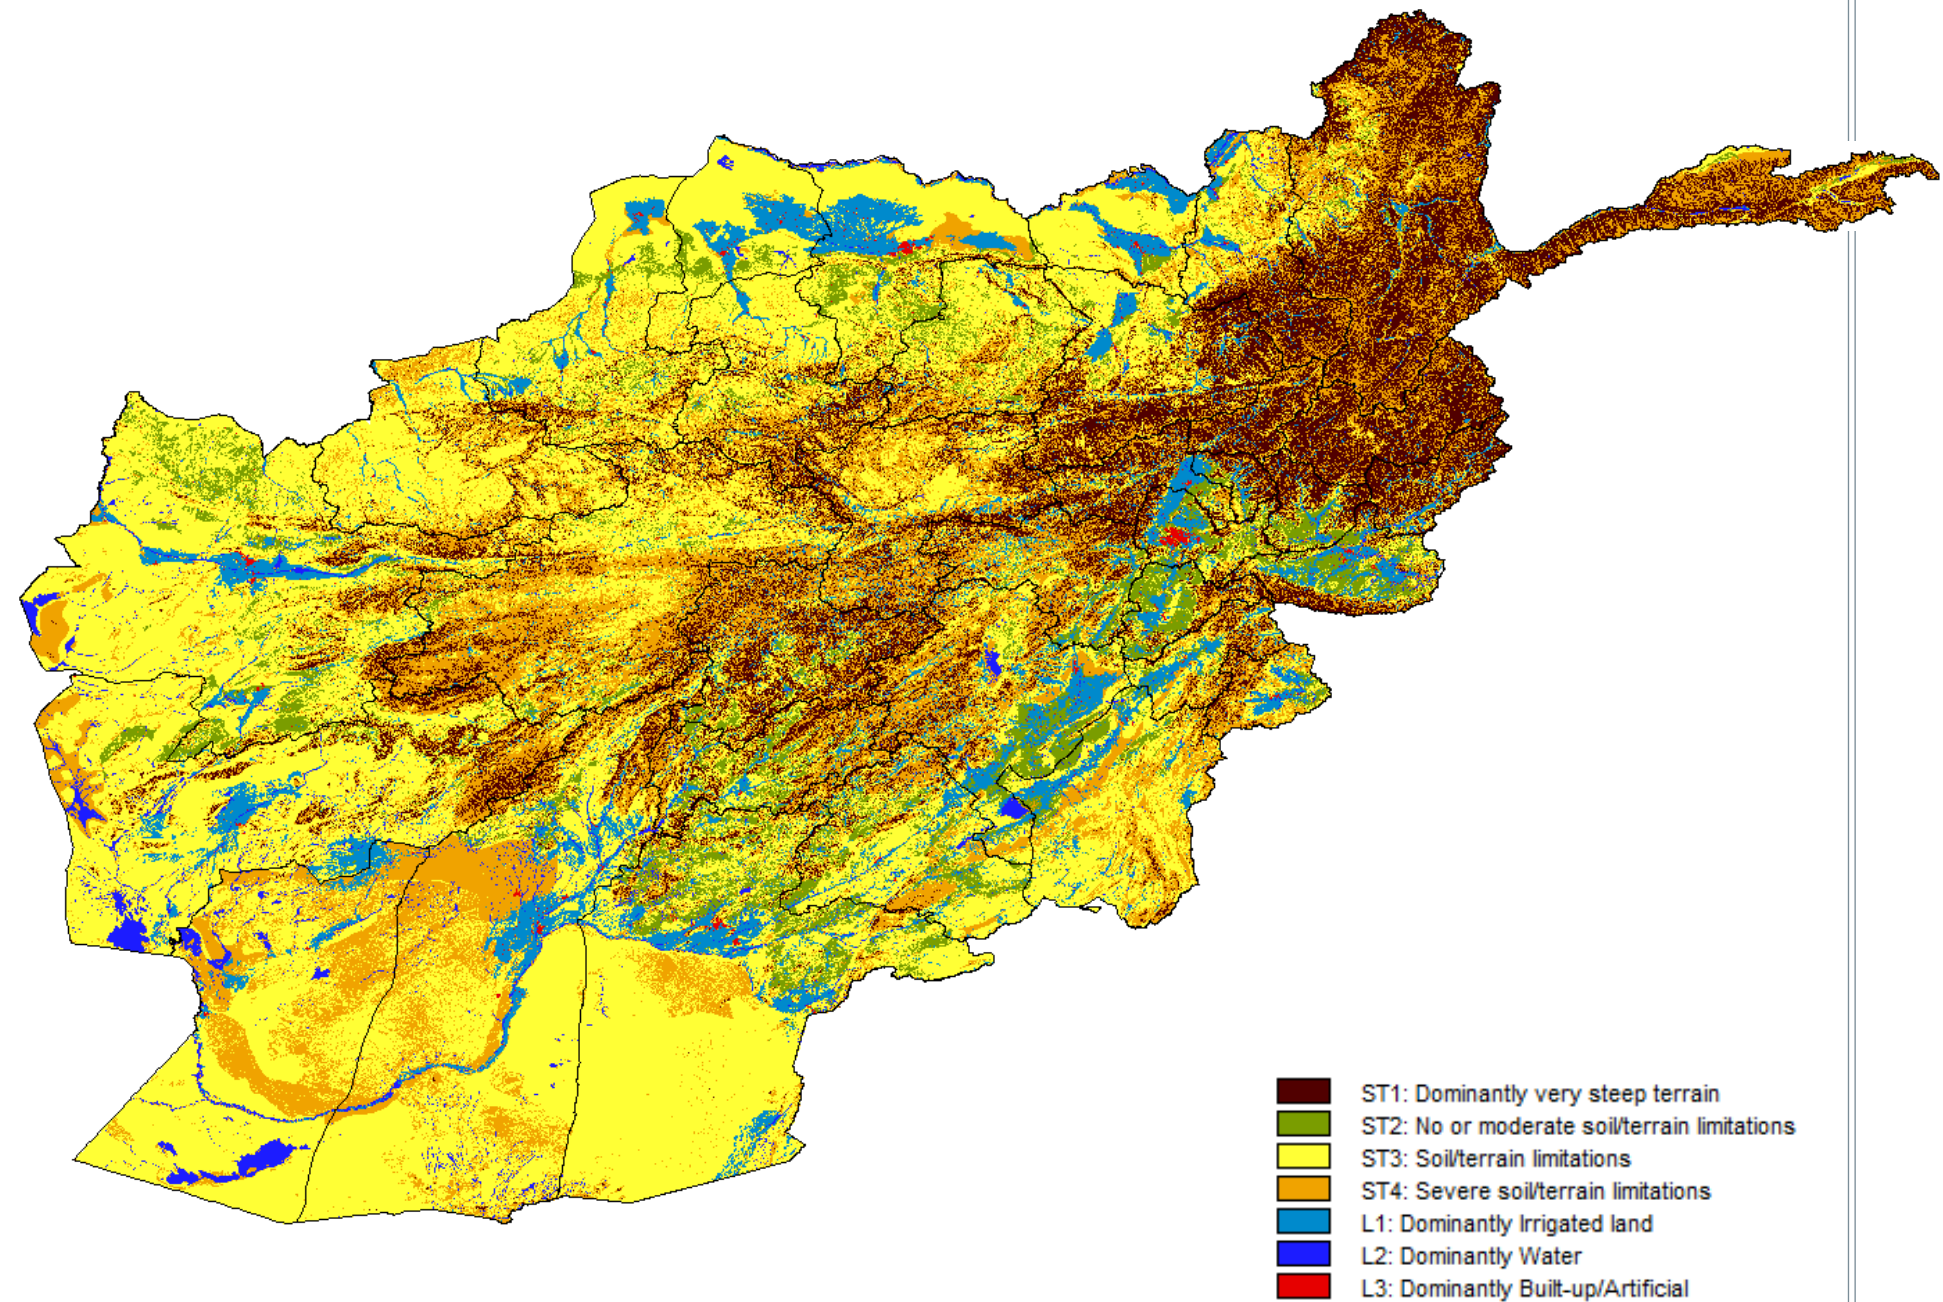 ST1: Dominantly very steep terrain
ST2: No or moderate soil/terrain limitations
ST3: Soil/terrain limitations
ST4: Severe soil/terrain limitations
L1: Dominantly Irrigated land
L2: Dominantly Water
L3: Dominantly Built-up/Artificial